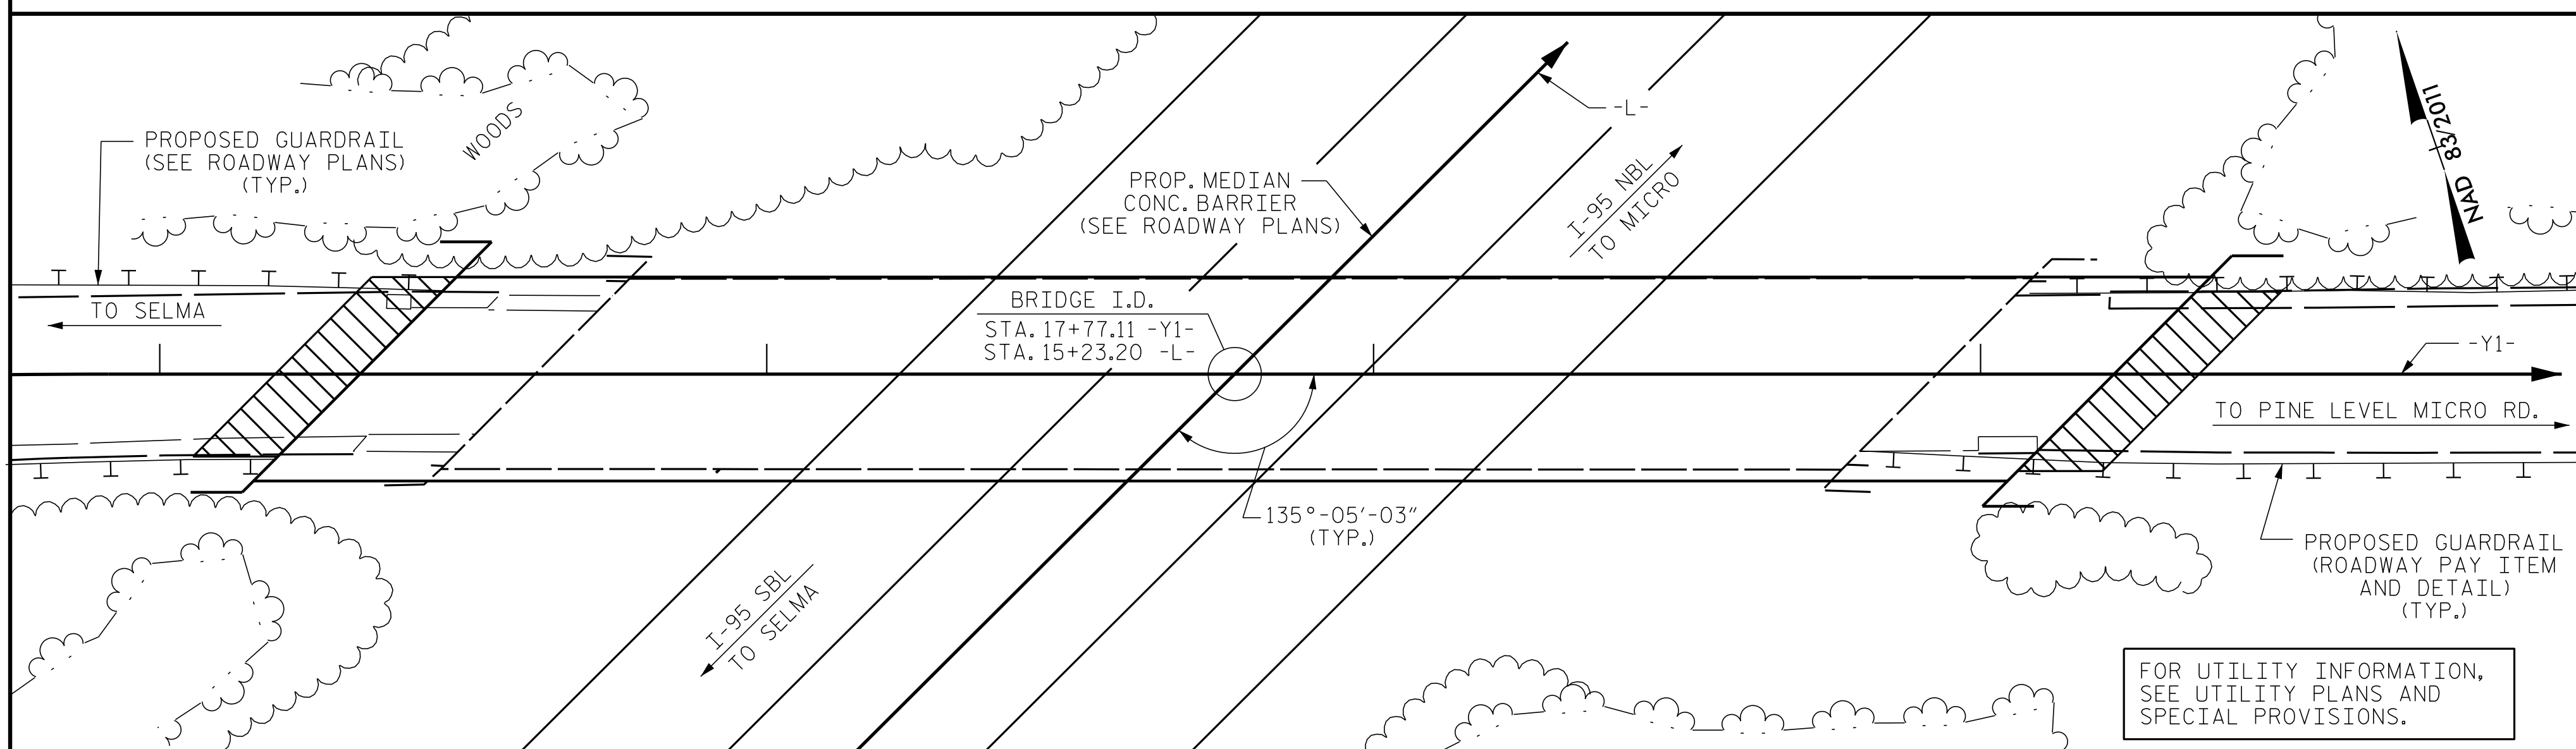 PROPOSED GUARDRAIL
(SEE ROADWAY PLANS)
(TYP.)
WOODS
TO SELMA
PROP. MEDIAN
CONC. BARRIER
(SEE ROADWAY PLANS)
-L-
I-95 NBL
TO MICRO
NAD 83/2011
BRIDGE I.D.
STA. 17+77.11 -Y1-
STA. 15+23.20 -L-
-Y1-
TO PINE LEVEL MICRO RD.
135°-05'-03"
(TYP.)
I-95 SBL
TO SELMA
PROPOSED GUARDRAIL
(ROADWAY PAY ITEM
AND DETAIL)
(TYP.)
FOR UTILITY INFORMATION,
SEE UTILITY PLANS AND
SPECIAL PROVISIONS.